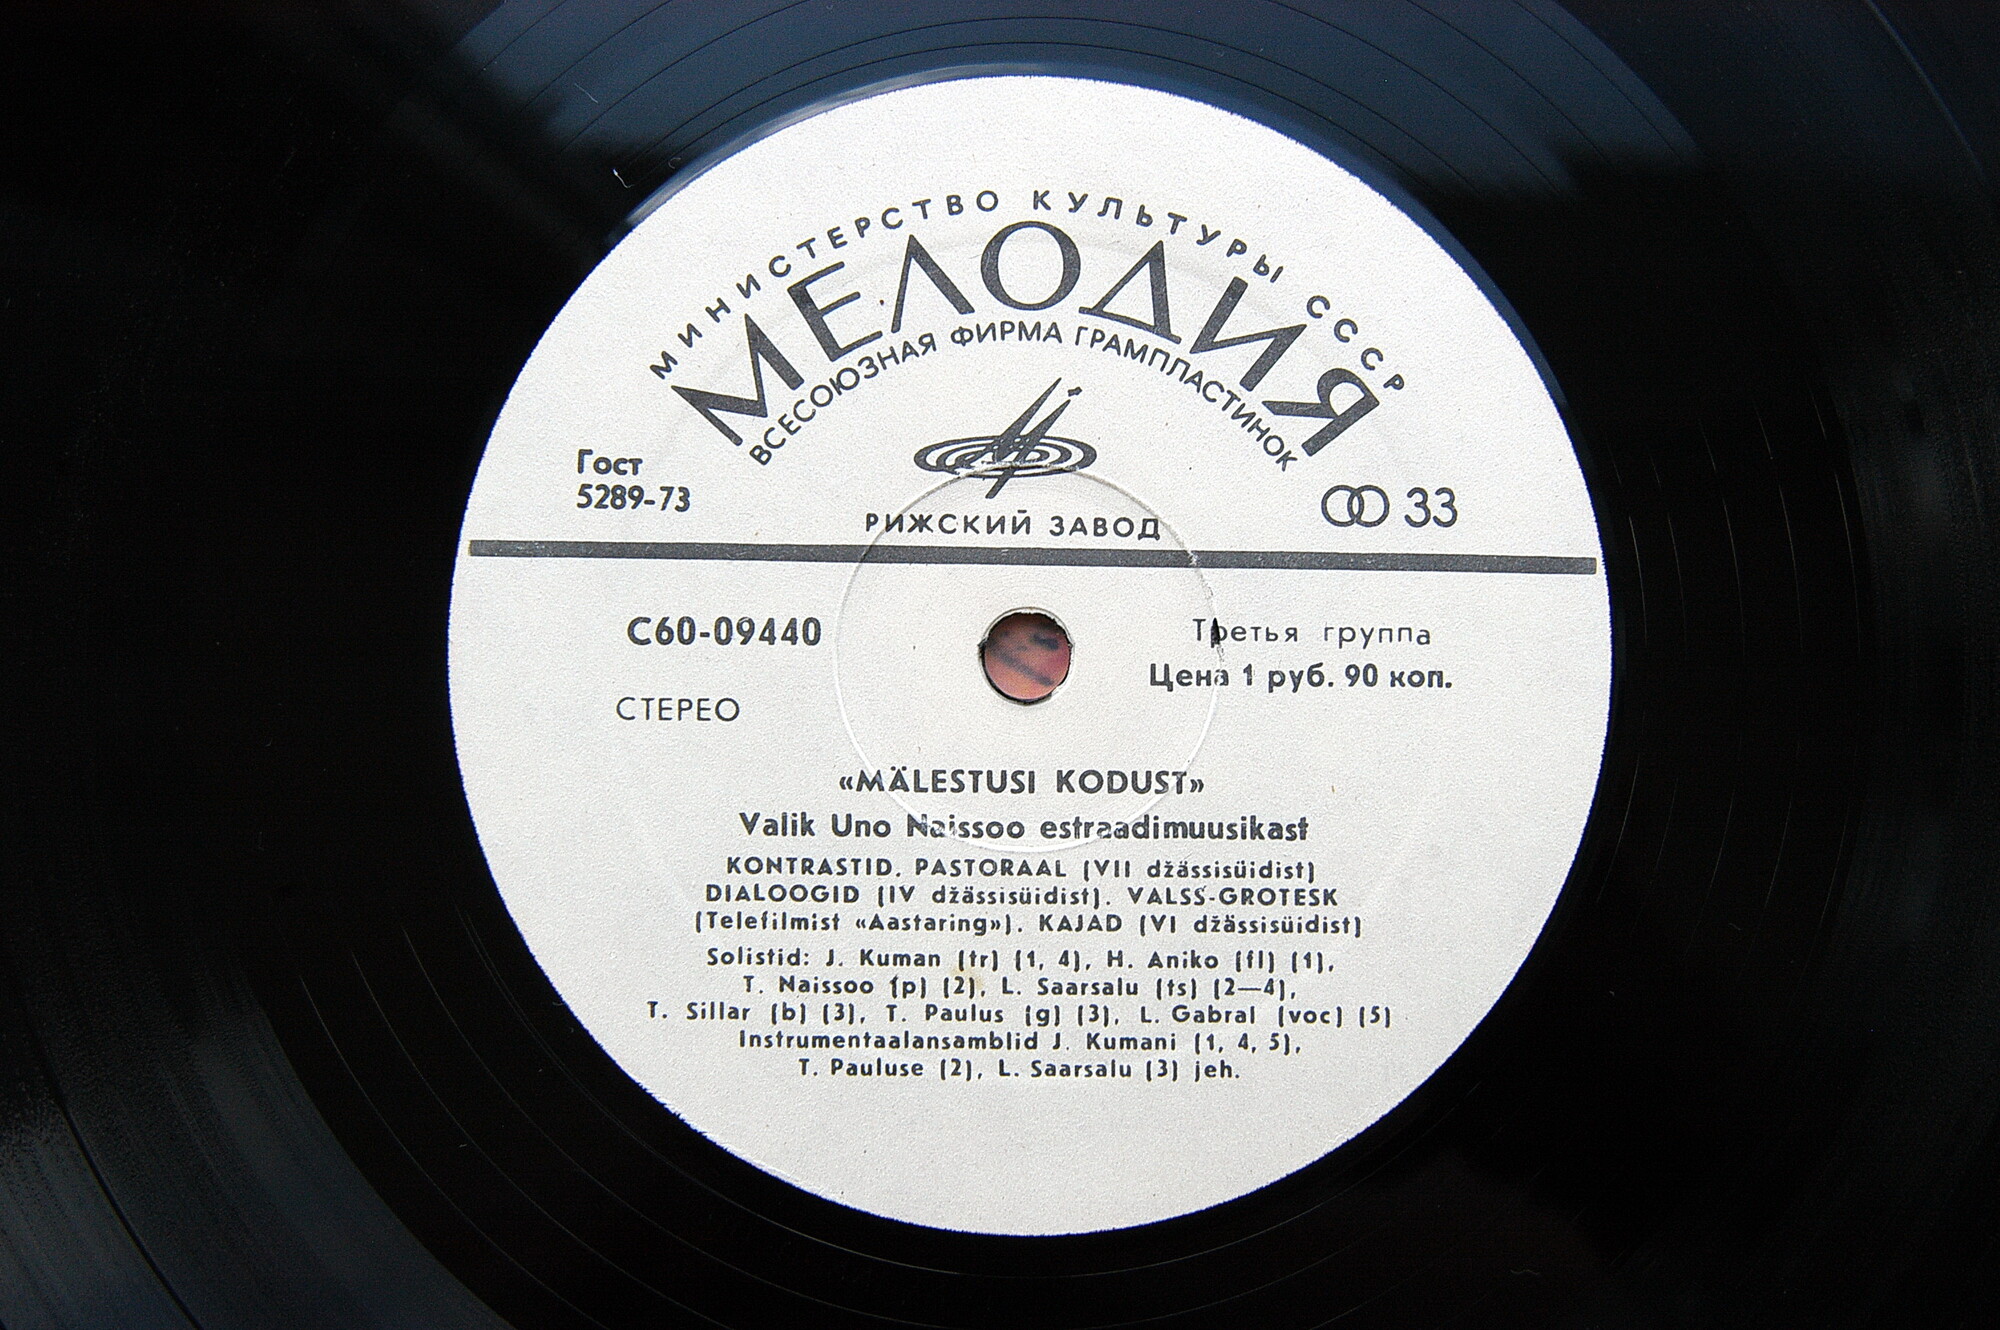 МИНИСТЕРСТВО КУЛЬТУРЫ СССР
МЕЛОДИЯ
ВСЕСОЮЗНАЯ ФИРМА ГРАМПЛАСТИНОК
Гост
5289-73
33
РИЖСКИЙ ЗАВОД
С60-09440
Третья группа
Цена 1 руб. 90 коп.
СТЕРЕО
«MÄLESTUSI KODUST»
Valik Uno Naissoo estraadimuusikast
KONTRASTID. PASTORAAL (VII džässisüidist)
DIALOOGID (IV džässisüidist). VALSS-GROTESK
(Telefilmist «Aastaring»). KAJAD (VI džässisüidist)
Solistid: J. Kuman (tr) (1, 4), H. Aniko (fl) (1),
T. Naissoo (p) (2), L. Saarsalu (ts) (2—4),
T. Sillar (b) (3), T. Paulus (g) (3), L. Gabral (voc) (5)
Instrumentaalansamblid J. Kumani (1, 4, 5),
T. Pauluse (2), L. Saarsalu (3) jeh.